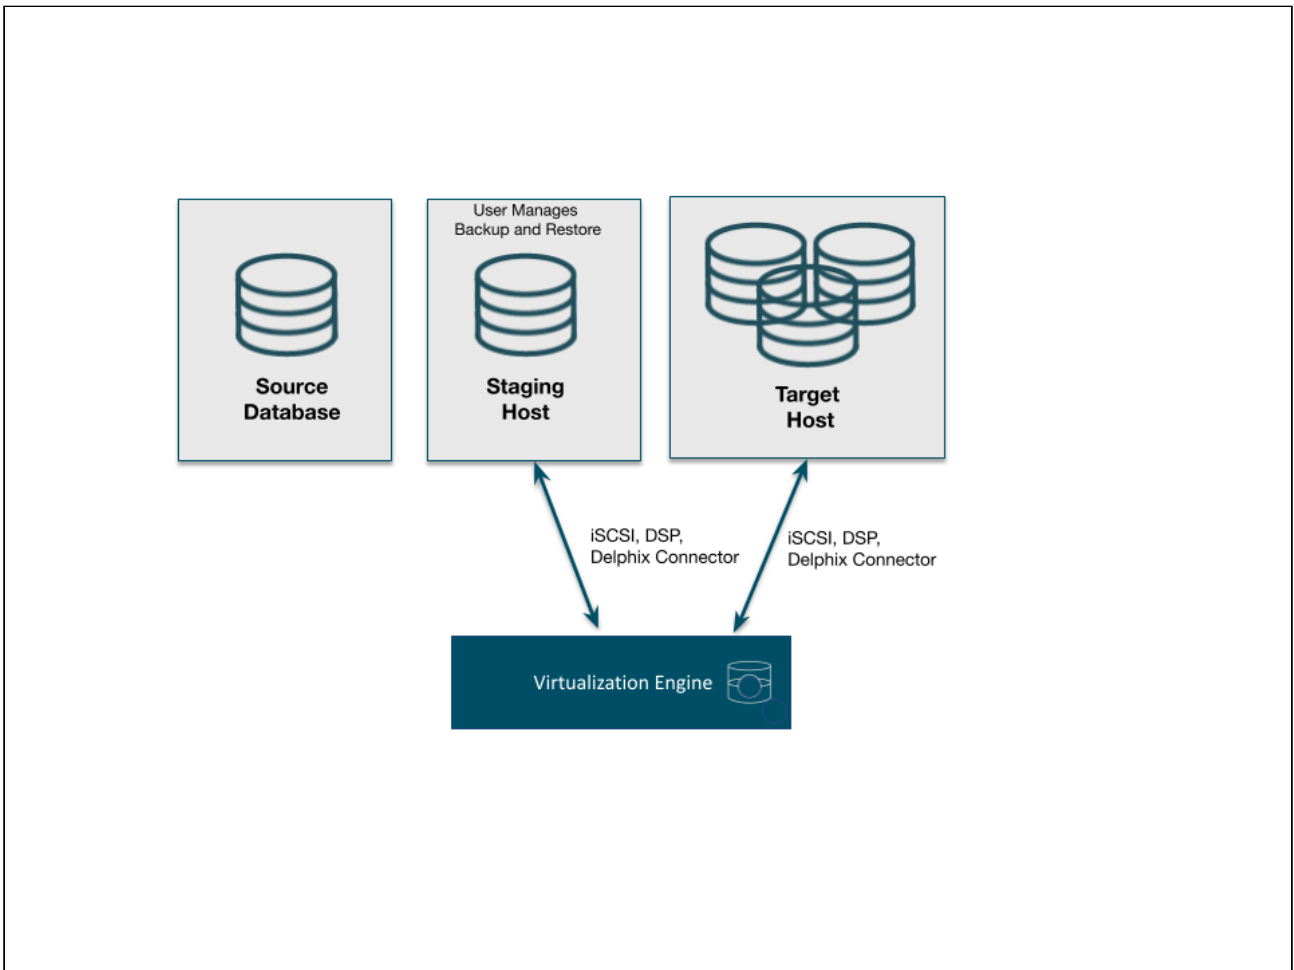 User Manages
Backup and Restore
Source
Database
Staging
Host
Target
Host
iSCSI, DSP,
Delphix Connector
iSCSI, DSP,
Delphix Connector
Virtualization Engine